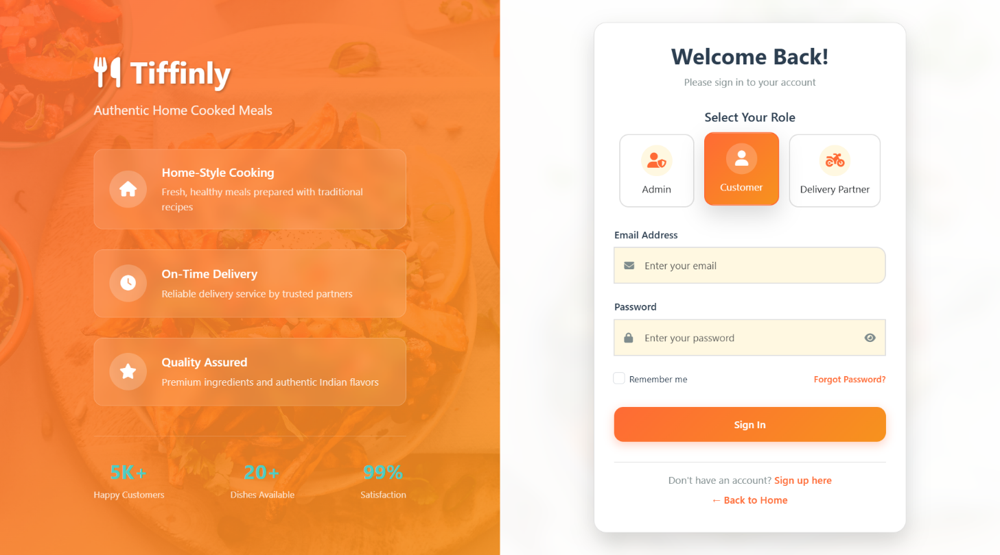 Tiffinly
Authentic Home Cooked Meals
Home-Style Cooking
Fresh, healthy meals prepared with traditional
recipes
On-Time Delivery
Reliable delivery service by trusted partners
Quality Assured
Premium ingredients and authentic Indian flavors
5K+
Happy Customers
20+
Dishes Available
99%
Satisfaction
Welcome Back!
Please sign in to your account
Select Your Role
Admin
Customer
Delivery Partner
Email Address
Enter your email
Password
Enter your password
Remember me
Forgot Password?
Sign In
Don't have an account? Sign up here
← Back to Home